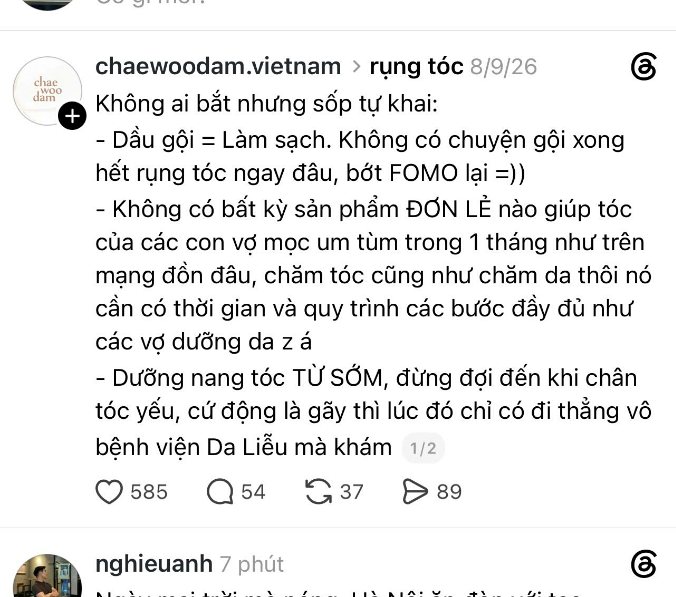 chaewoodam.vietnam > rụng tóc 8/9/26
chae
woo
dam
Không ai bắt nhưng sốp tự khai:
- Dầu gội = Làm sạch. Không có chuyện gội xong
hết rụng tóc ngay đâu, bớt FOMO lại =))
- Không có bất kỳ sản phẩm ĐƠN LẺ nào giúp tóc
của các con vợ mọc um tùm trong 1 tháng như trên
mạng đồn đâu, chăm tóc cũng như chăm da thôi nó
cần có thời gian và quy trình các bước đầy đủ như
các vợ dưỡng da z á
- Dưỡng nang tóc TỪ SỚM, đừng đợi đến khi chân
tóc yếu, cứ động là gãy thì lúc đó chỉ có đi thẳng vô
bệnh viện Da Liễu mà khám 1/2
585 54 37 89
nghieuanh 7 phút